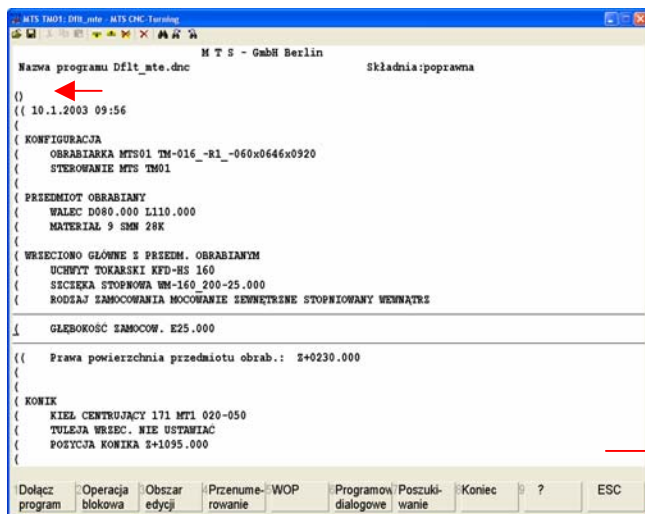 MTS TM01: Dflt_mte - MTS CNC-Turning
M T S - GmbH Berlin
Nazwa programu Dflt_mte.dnc Składnia:poprawna
()
(( 10.1.2003 09:56
(
( KONFIGURACJA
( OBRABIARKA MTS01 TM-016_-R1_-060x0646x0920
( STEROWANIE MTS TM01
(
( PRZEDMIOT OBRABIANY
( WALEC D080.000 L110.000
( MATERIAŁ 9 SMN 28K
(
( WRZECIONO GŁÓWNE Z PRZEDM. OBRABIANYM
( UCHWYT TOKARSKI KFD-HS 160
( SZCZĘKA STOPNOWA WM-160_200-25.000
( RODZAJ ZAMOCOWANIA MOCOWANIE ZEWNĘTRZNE STOPNIOWANY WEWNĄTRZ
( GŁĘBOKOŚĆ ZAMOCOW. E25.000
(( Prawa powierzchnia przedmiotu obrab.: Z+0230.000
(
(
( KONIK
( KIEŁ CENTRUJĄCY 171 MT1 020-050
( TULEJA WRZEC. NIE USTAWIAĆ
( POZYCJA KONIKA Z+1095.000
(
1 Dołącz program 2 Operacja blokowa 3 Obszar edycji 4 Przenume-rowanie 5 WOP 6 Programow dialogowe 7 Poszuki-wanie 8 Koniec 9 ? ESC